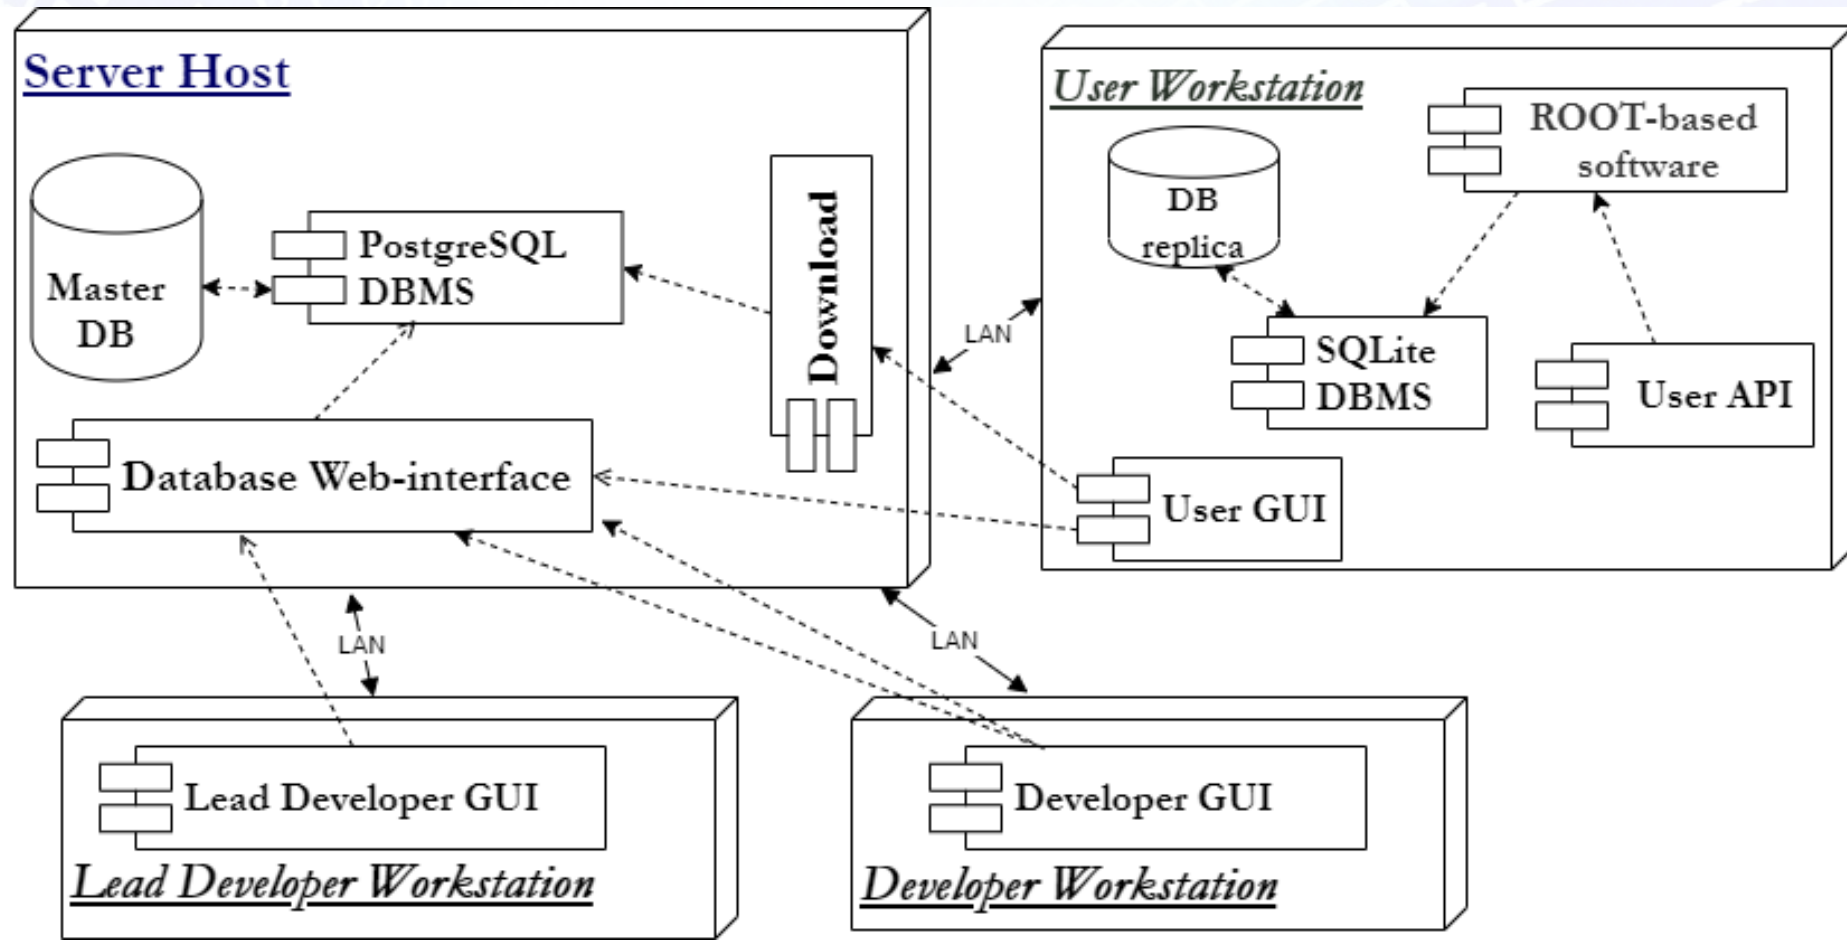 Server Host
Master
DB
PostgreSQL
DBMS
Download
Database Web-interface
LAN
User Workstation
ROOT-based
software
DB
replica
SQLite
DBMS
User API
User GUI
LAN
LAN
Lead Developer GUI
Lead Developer Workstation
Developer GUI
Developer Workstation